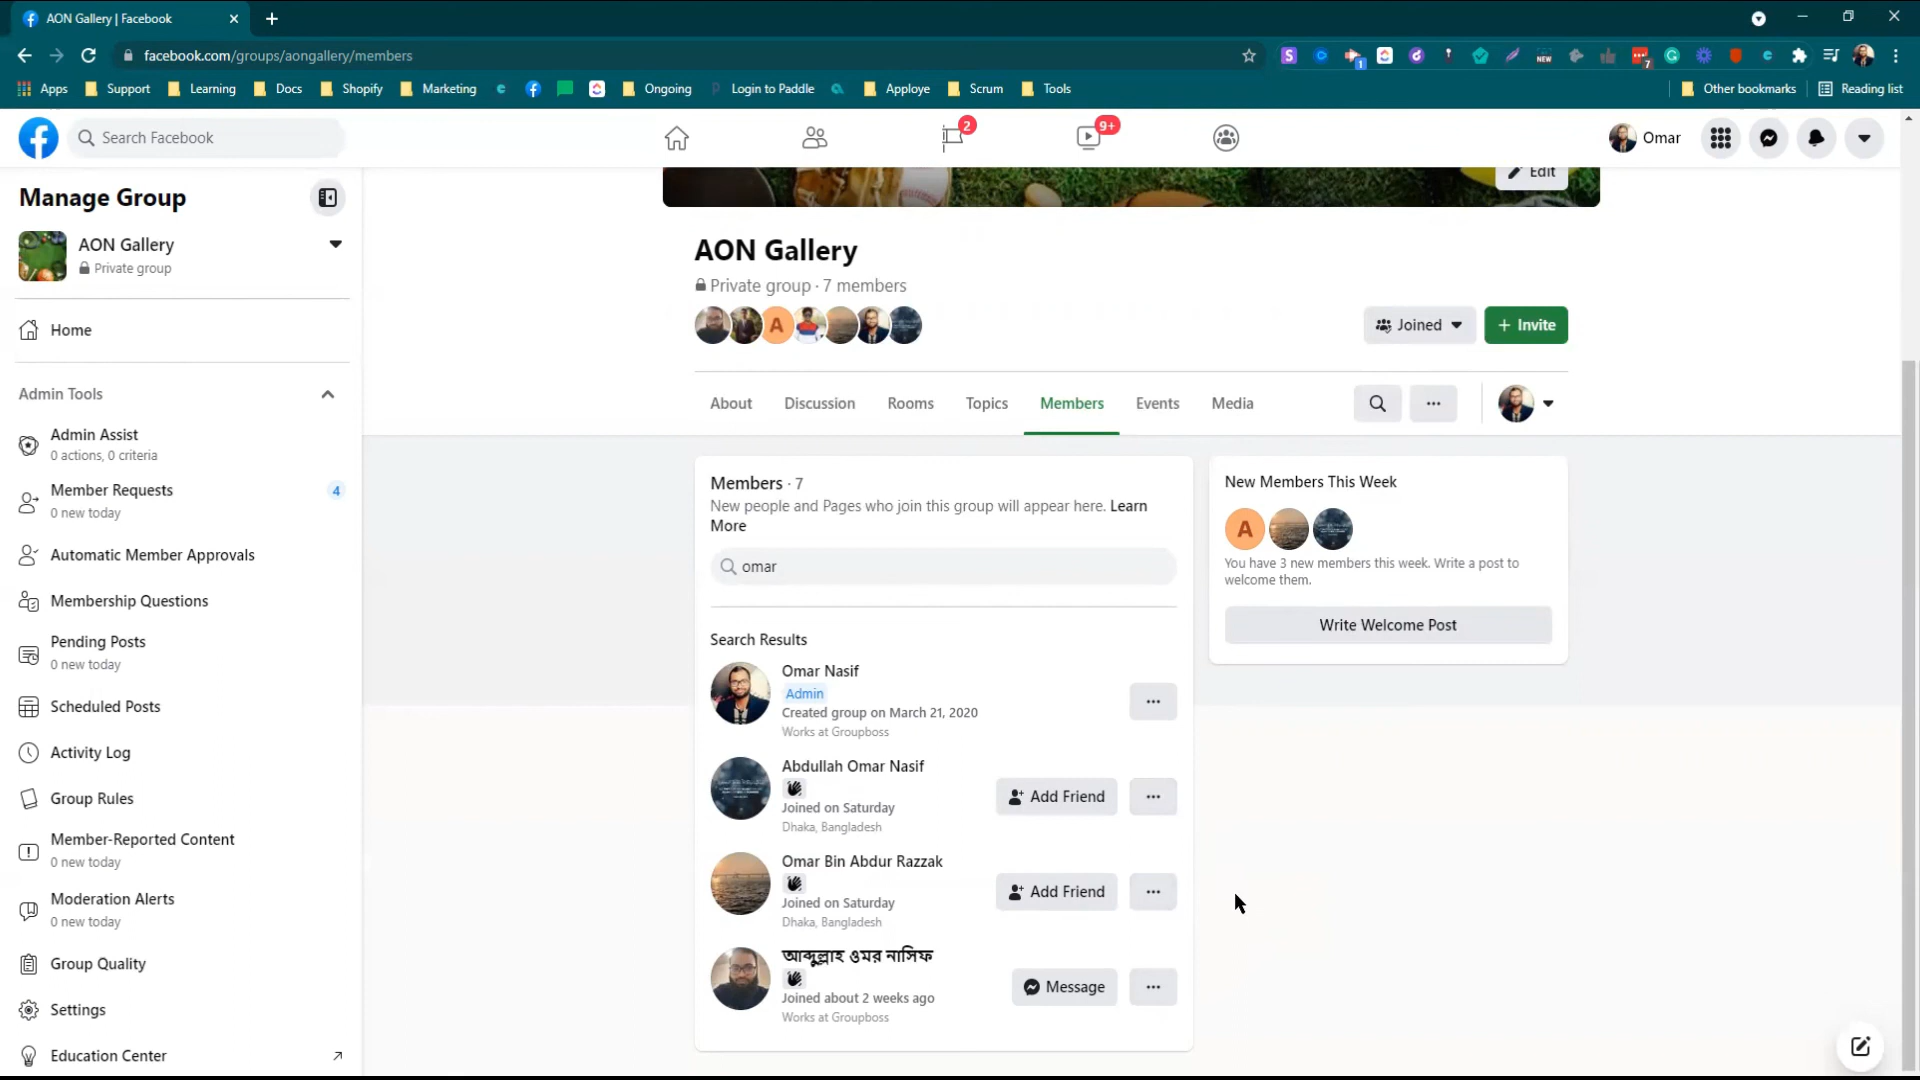 AON Gallery | Facebook
facebook.com/groups/aongallery/members
NEW
1
7
Apps
Support
Learning
Docs
Shopify
Marketing
Ongoing
Login to Paddle
Apploye
Scrum
Tools
Other bookmarks
Reading list
Search Facebook
2
9+
Omar
Manage Group
AON Gallery
Private group
Home
Admin Tools
Admin Assist
0 actions, 0 criteria
Member Requests
4
0 new today
Automatic Member Approvals
Membership Questions
Pending Posts
0 new today
Scheduled Posts
Activity Log
Group Rules
Member-Reported Content
0 new today
Moderation Alerts
0 new today
Group Quality
Settings
Education Center
Edit
AON Gallery
Private group · 7 members
A
Joined
+ Invite
About
Discussion
Rooms
Topics
Members
Events
Media
Members · 7
New people and Pages who join this group will appear here. Learn
More
omar
Search Results
Omar Nasif
Admin
Created group on March 21, 2020
Works at Groupboss
Abdullah Omar Nasif
Joined on Saturday
Dhaka, Bangladesh
Add Friend
Omar Bin Abdur Razzak
Joined on Saturday
Dhaka, Bangladesh
Add Friend
আব্দুল্লাহ ওমর নাসিফ
Joined about 2 weeks ago
Works at Groupboss
Message
New Members This Week
A
You have 3 new members this week. Write a post to
welcome them.
Write Welcome Post